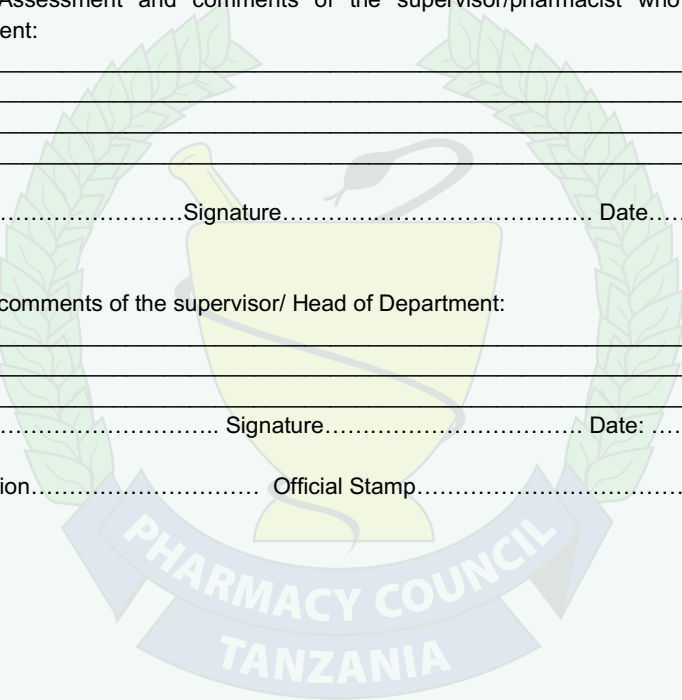 Assessment and comments of the supervisor/pharmacist who
ent:
........................Signature............................................ Date.....
comments of the supervisor/ Head of Department:
............................. Signature................................. Date: ....
ion............................. Official Stamp...................................
PHARMACY COUNCIL
TANZANIA